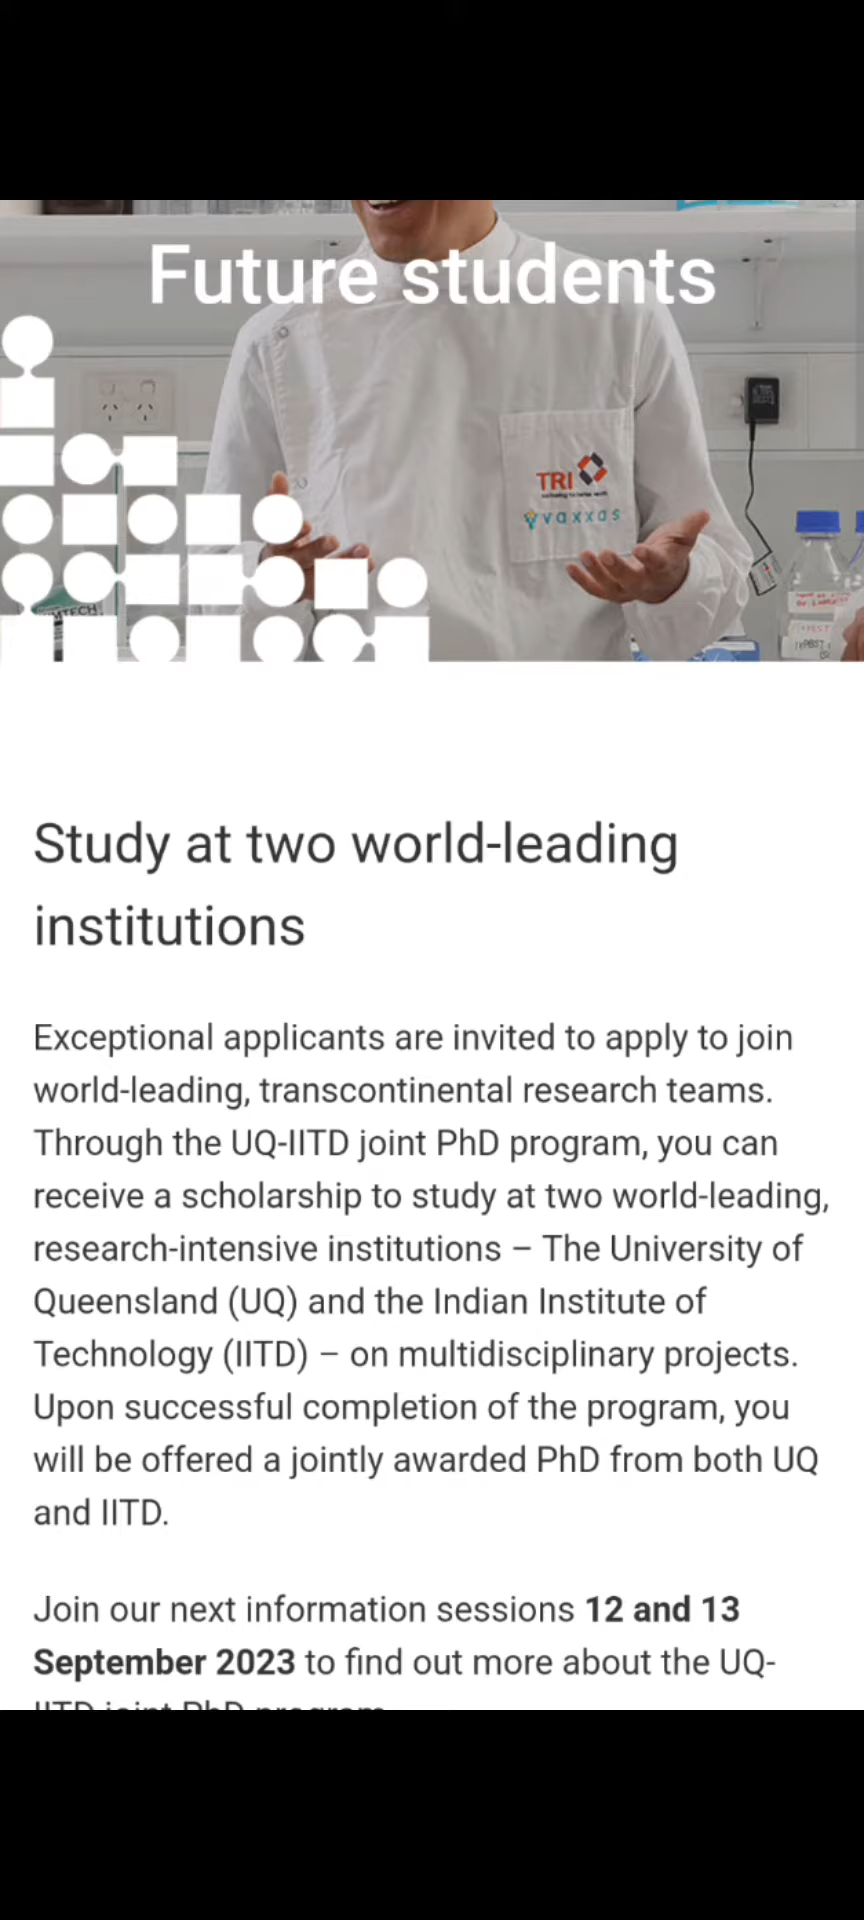 Future students
TRI
vaxxas
Study at two world-leading
institutions
Exceptional applicants are invited to apply to join
world-leading, transcontinental research teams.
Through the UQ-IITD joint PhD program, you can
receive a scholarship to study at two world-leading,
research-intensive institutions – The University of
Queensland (UQ) and the Indian Institute of
Technology (IITD) – on multidisciplinary projects.
Upon successful completion of the program, you
will be offered a jointly awarded PhD from both UQ
and IITD.
Join our next information sessions 12 and 13
September 2023 to find out more about the UQ-
IITD joint PhD program